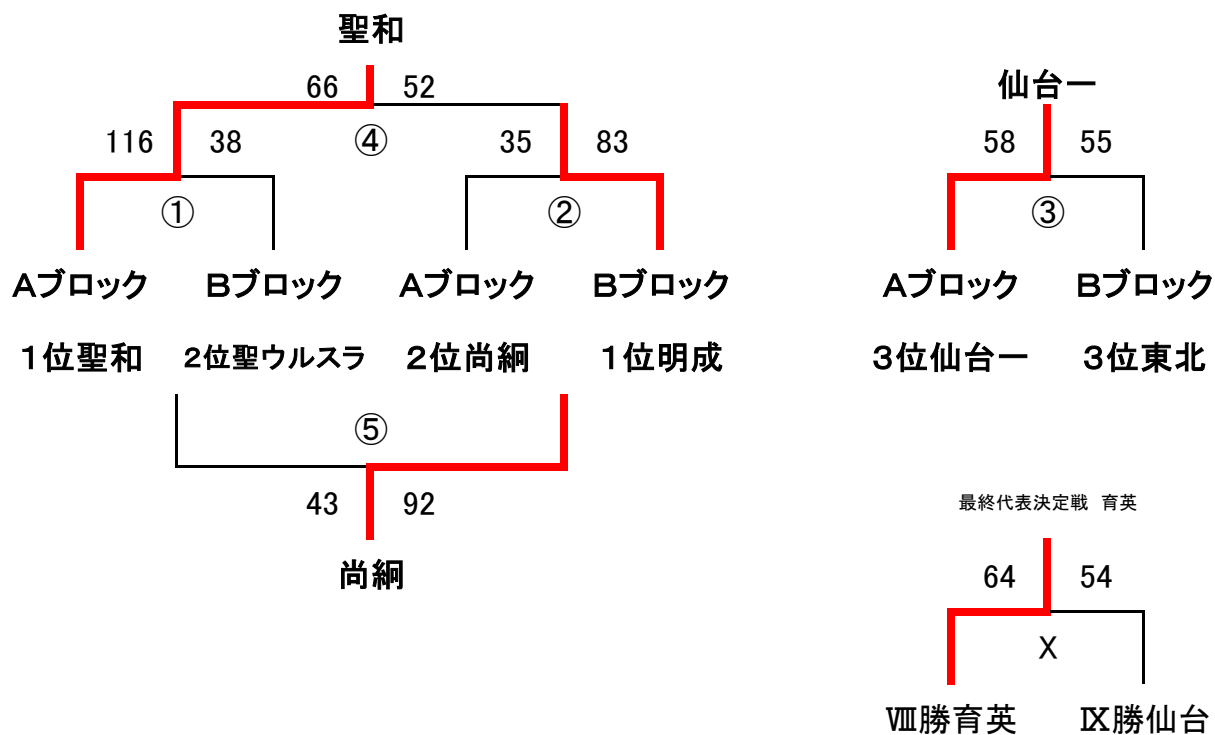 聖和
66 52
④
116 38
35 83
① ②
Aブロック Bブロック Aブロック Bブロック
1位聖和 2位聖ウルスラ 2位尚絅 1位明成
⑤
43 92
尚絅
仙台一
58 55
③
Aブロック Bブロック
3位仙台一 3位東北
最終代表決定戦 育英
64 54
X
Ⅷ勝育英 Ⅸ勝仙台